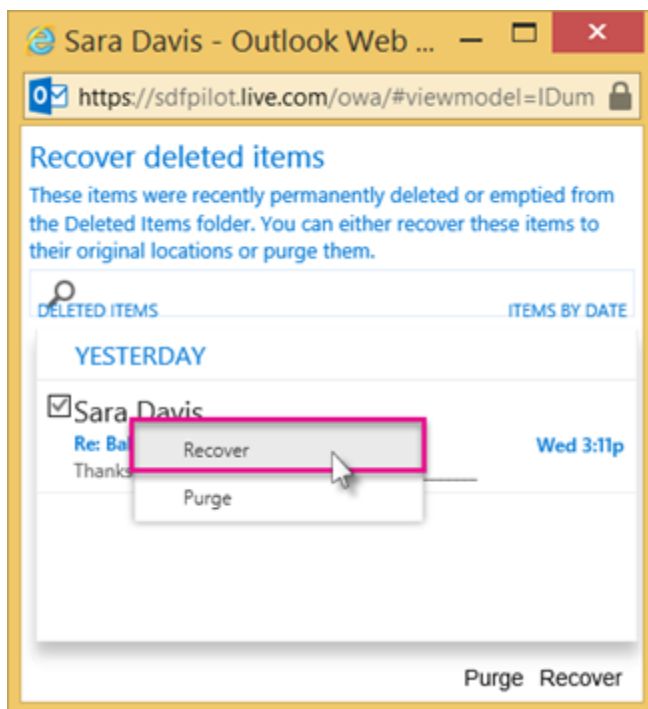 Sara Davis - Outlook Web ...
https://sdfpilot.live.com/owa/#viewmodel=IDum
Recover deleted items
These items were recently permanently deleted or emptied from
the Deleted Items folder. You can either recover these items to
their original locations or purge them.
DELETED ITEMS ITEMS BY DATE
YESTERDAY
Sara Davis
Re: Wed 3:11p
Recover
Thanks
Purge
Purge Recover